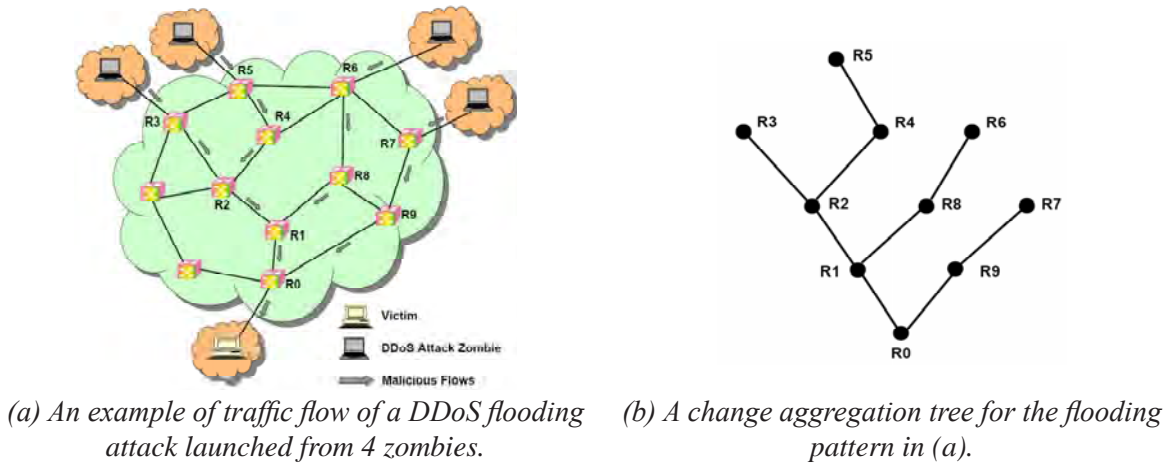 R5
R6
R3
R4
R7
R8
R2
R9
R1
R0
Victim
DDoS Attack Zombie
Malicious Flows
R5
R3
R4
R6
R2
R8
R7
R1
R9
R0
(a) An example of traffic flow of a DDoS flooding
attack launched from 4 zombies.
(b) A change aggregation tree for the flooding
pattern in (a).